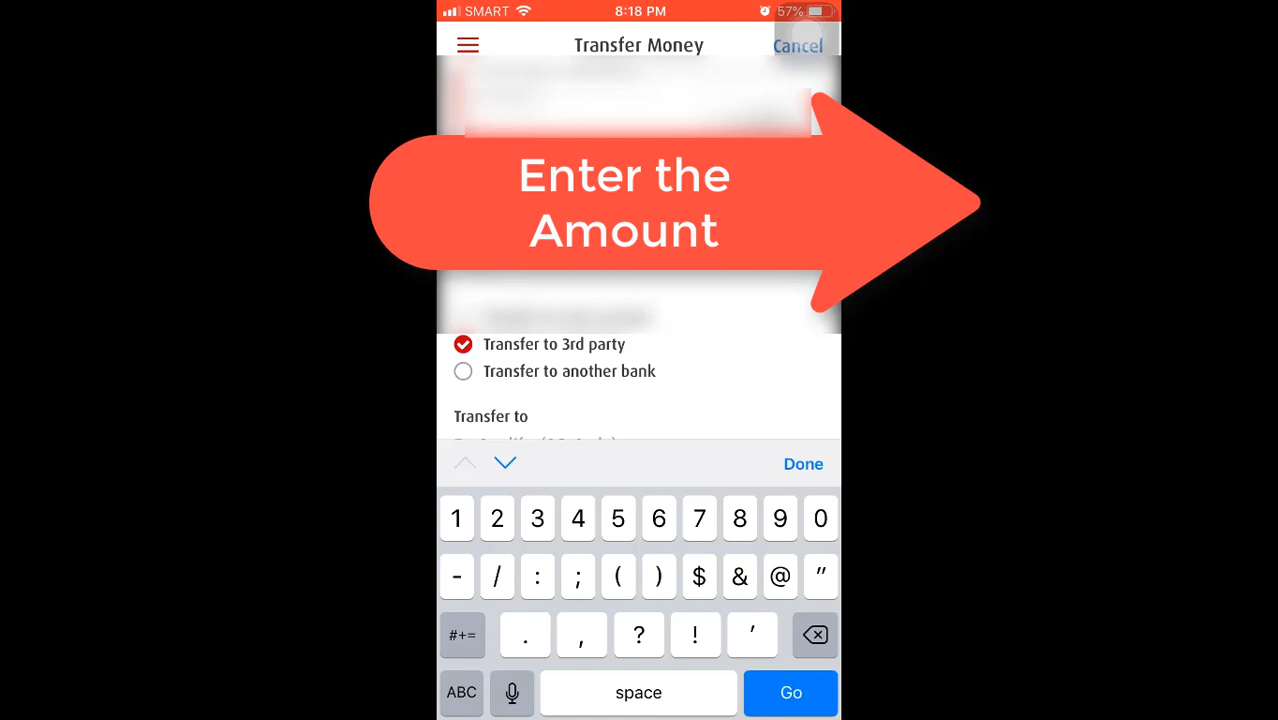 SMART 8:18 PM 57%
Transfer Money Cancel
Enter the
Amount
Transfer to 3rd party
Transfer to another bank
Transfer to
Done
1 2 3 4 5 6 7 8 9 0
- / : ; ( ) $ & @ "
#+= . , ? ! '
ABC space Go